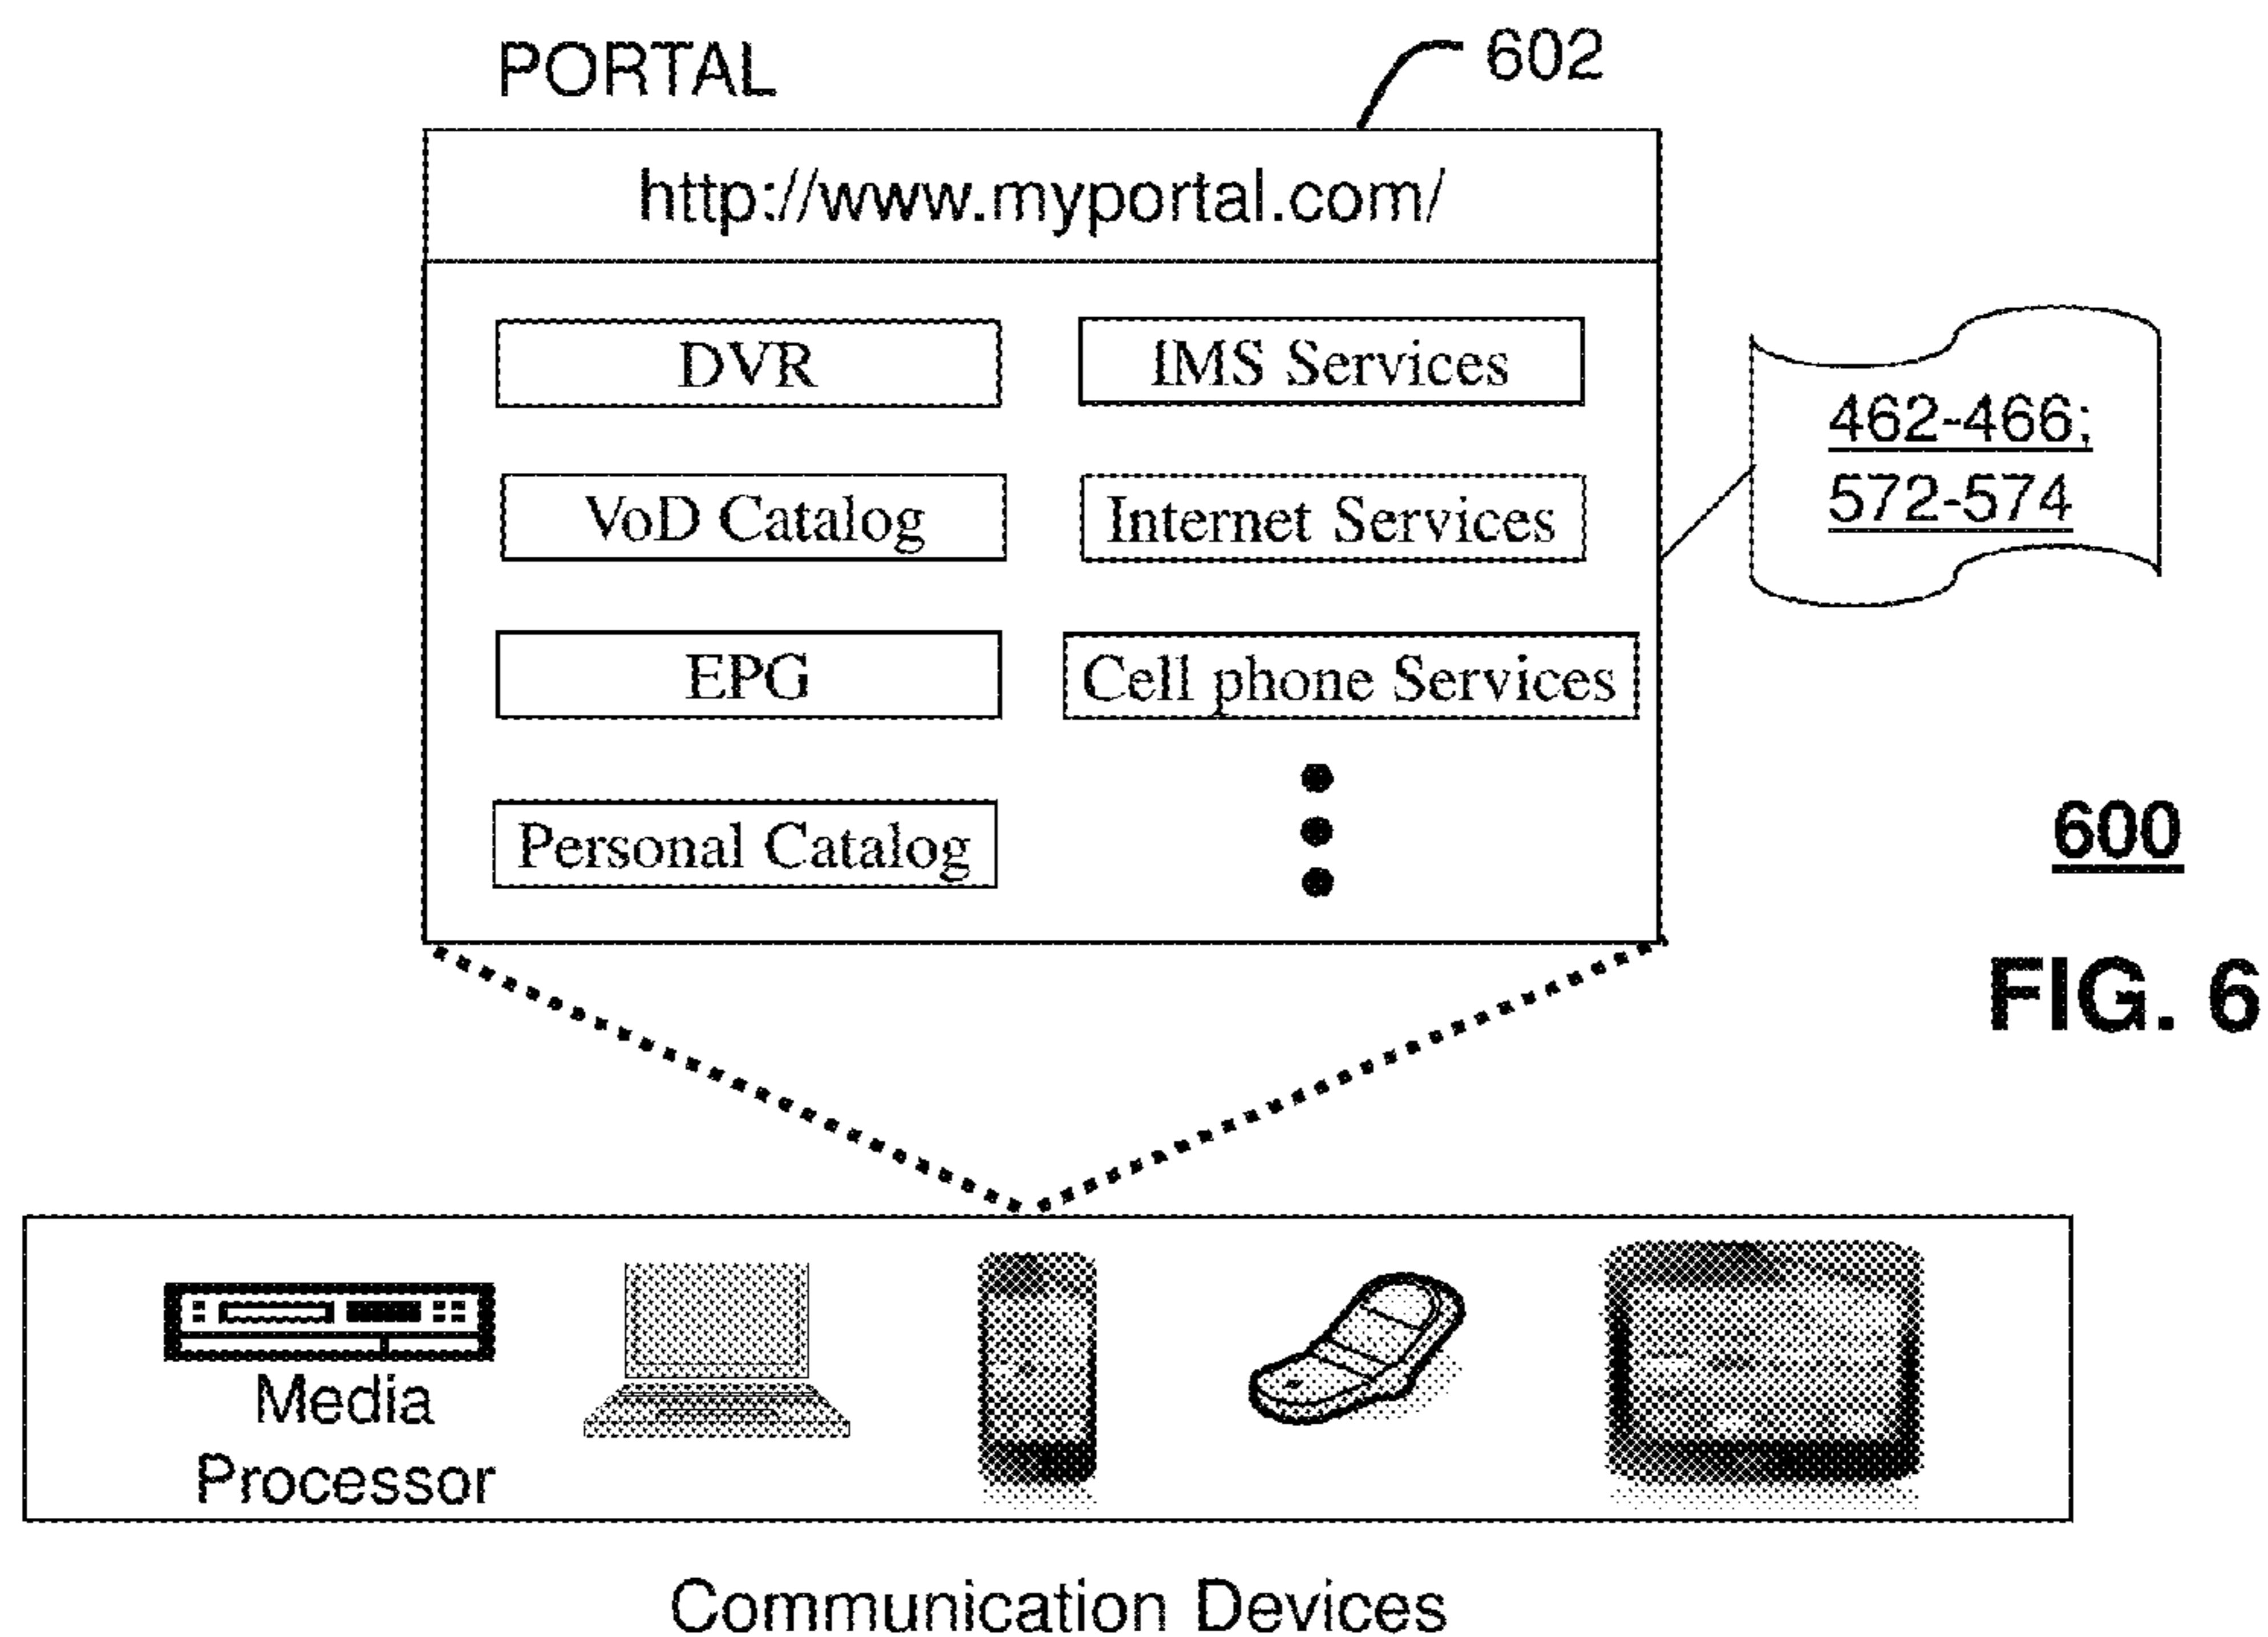 PORTAL
602
http://www.myportal.com/
DVR
IMS Services
VoD Catalog
Internet Services
EPG
Cell phone Services
Personal Catalog
462-466;
572-574
600
FIG. 6
Media
Processor
Communication Devices